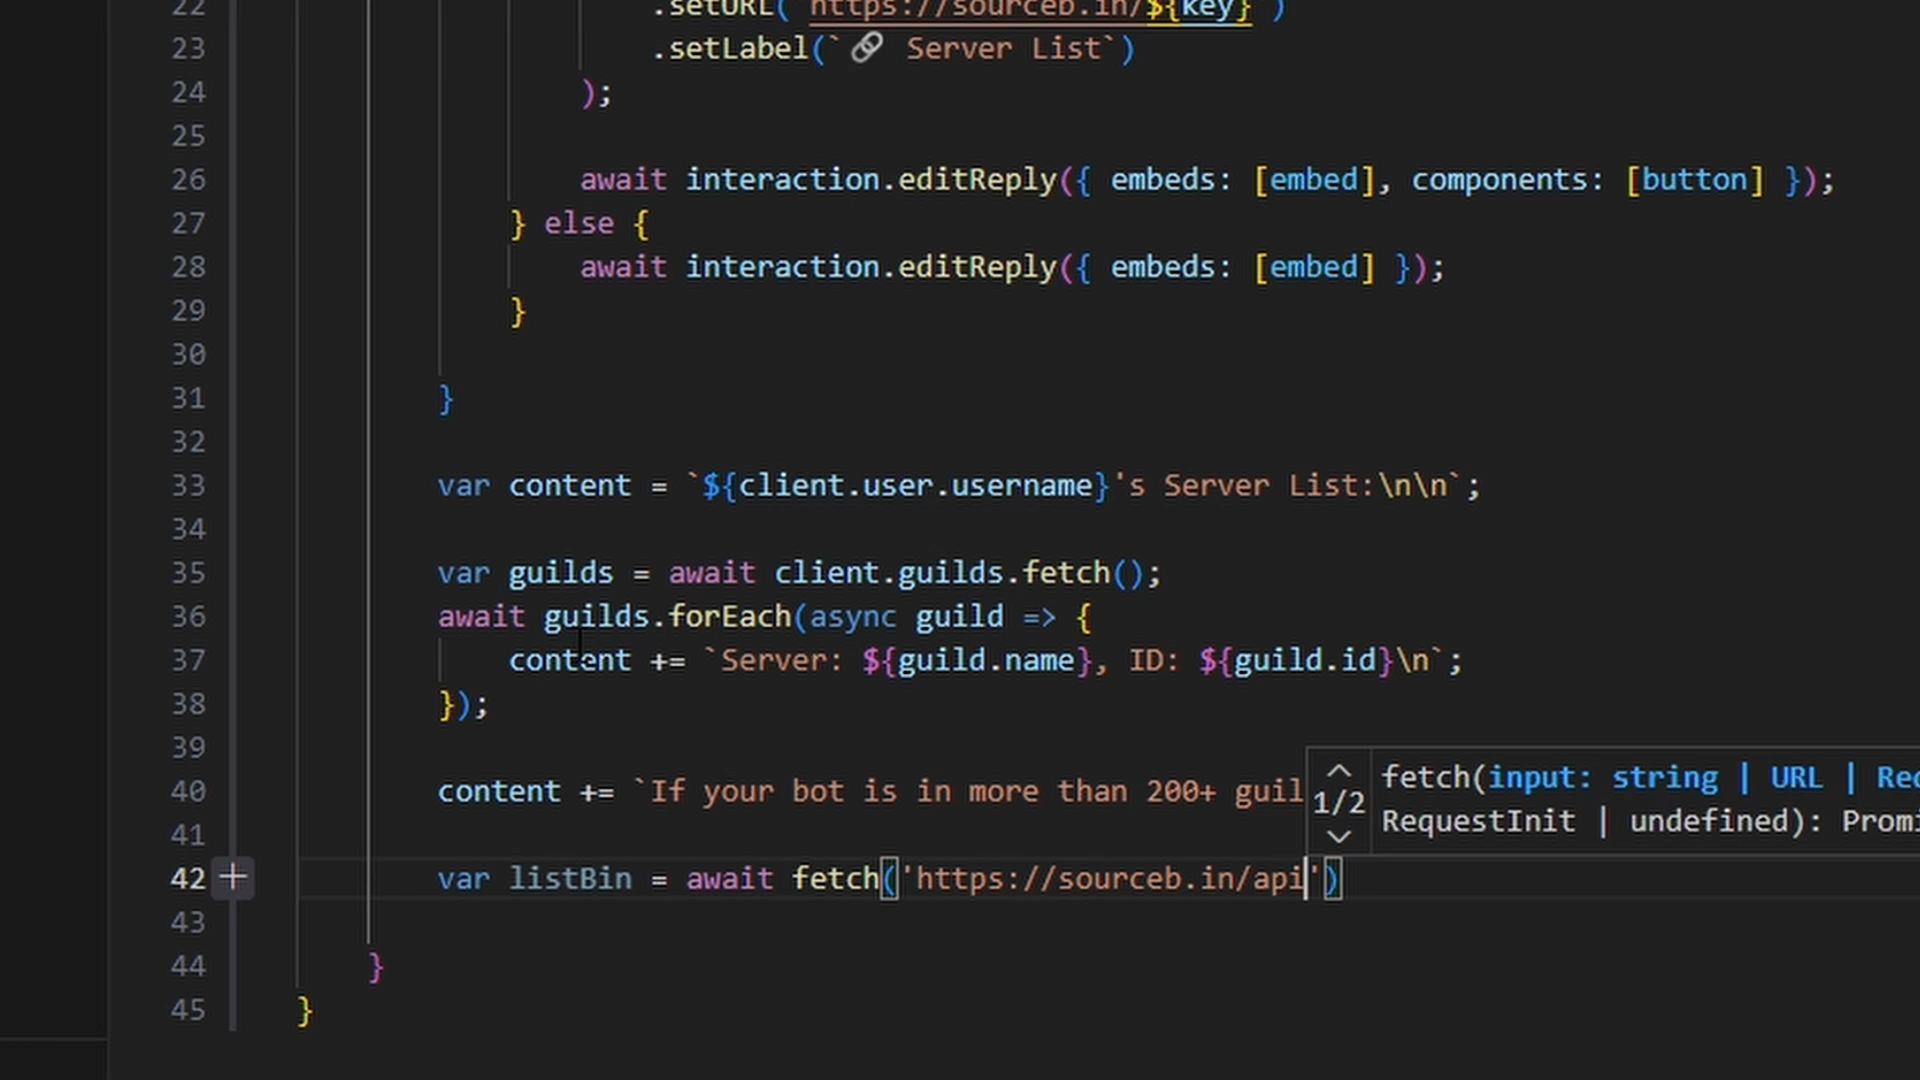 22 .setURL(`https://sourceb.in/${key}`)
23 .setLabel(`🔗 Server List`)
24 );
25
26 await interaction.editReply({ embeds: [embed], components: [button] });
27 } else {
28 await interaction.editReply({ embeds: [embed] });
29 }
30
31 }
32
33 var content = `${client.user.username}'s Server List:\n\n`;
34
35 var guilds = await client.guilds.fetch();
36 await guilds.forEach(async guild => {
37 content += `Server: ${guild.name}, ID: ${guild.id}\n`;
38 });
39
40 content += `If your bot is in more than 200+ guil
1/2 fetch(input: string | URL | Req
RequestInit | undefined): Promi
41
42 var listBin = await fetch('https://sourceb.in/api')
43
44 }
45 }